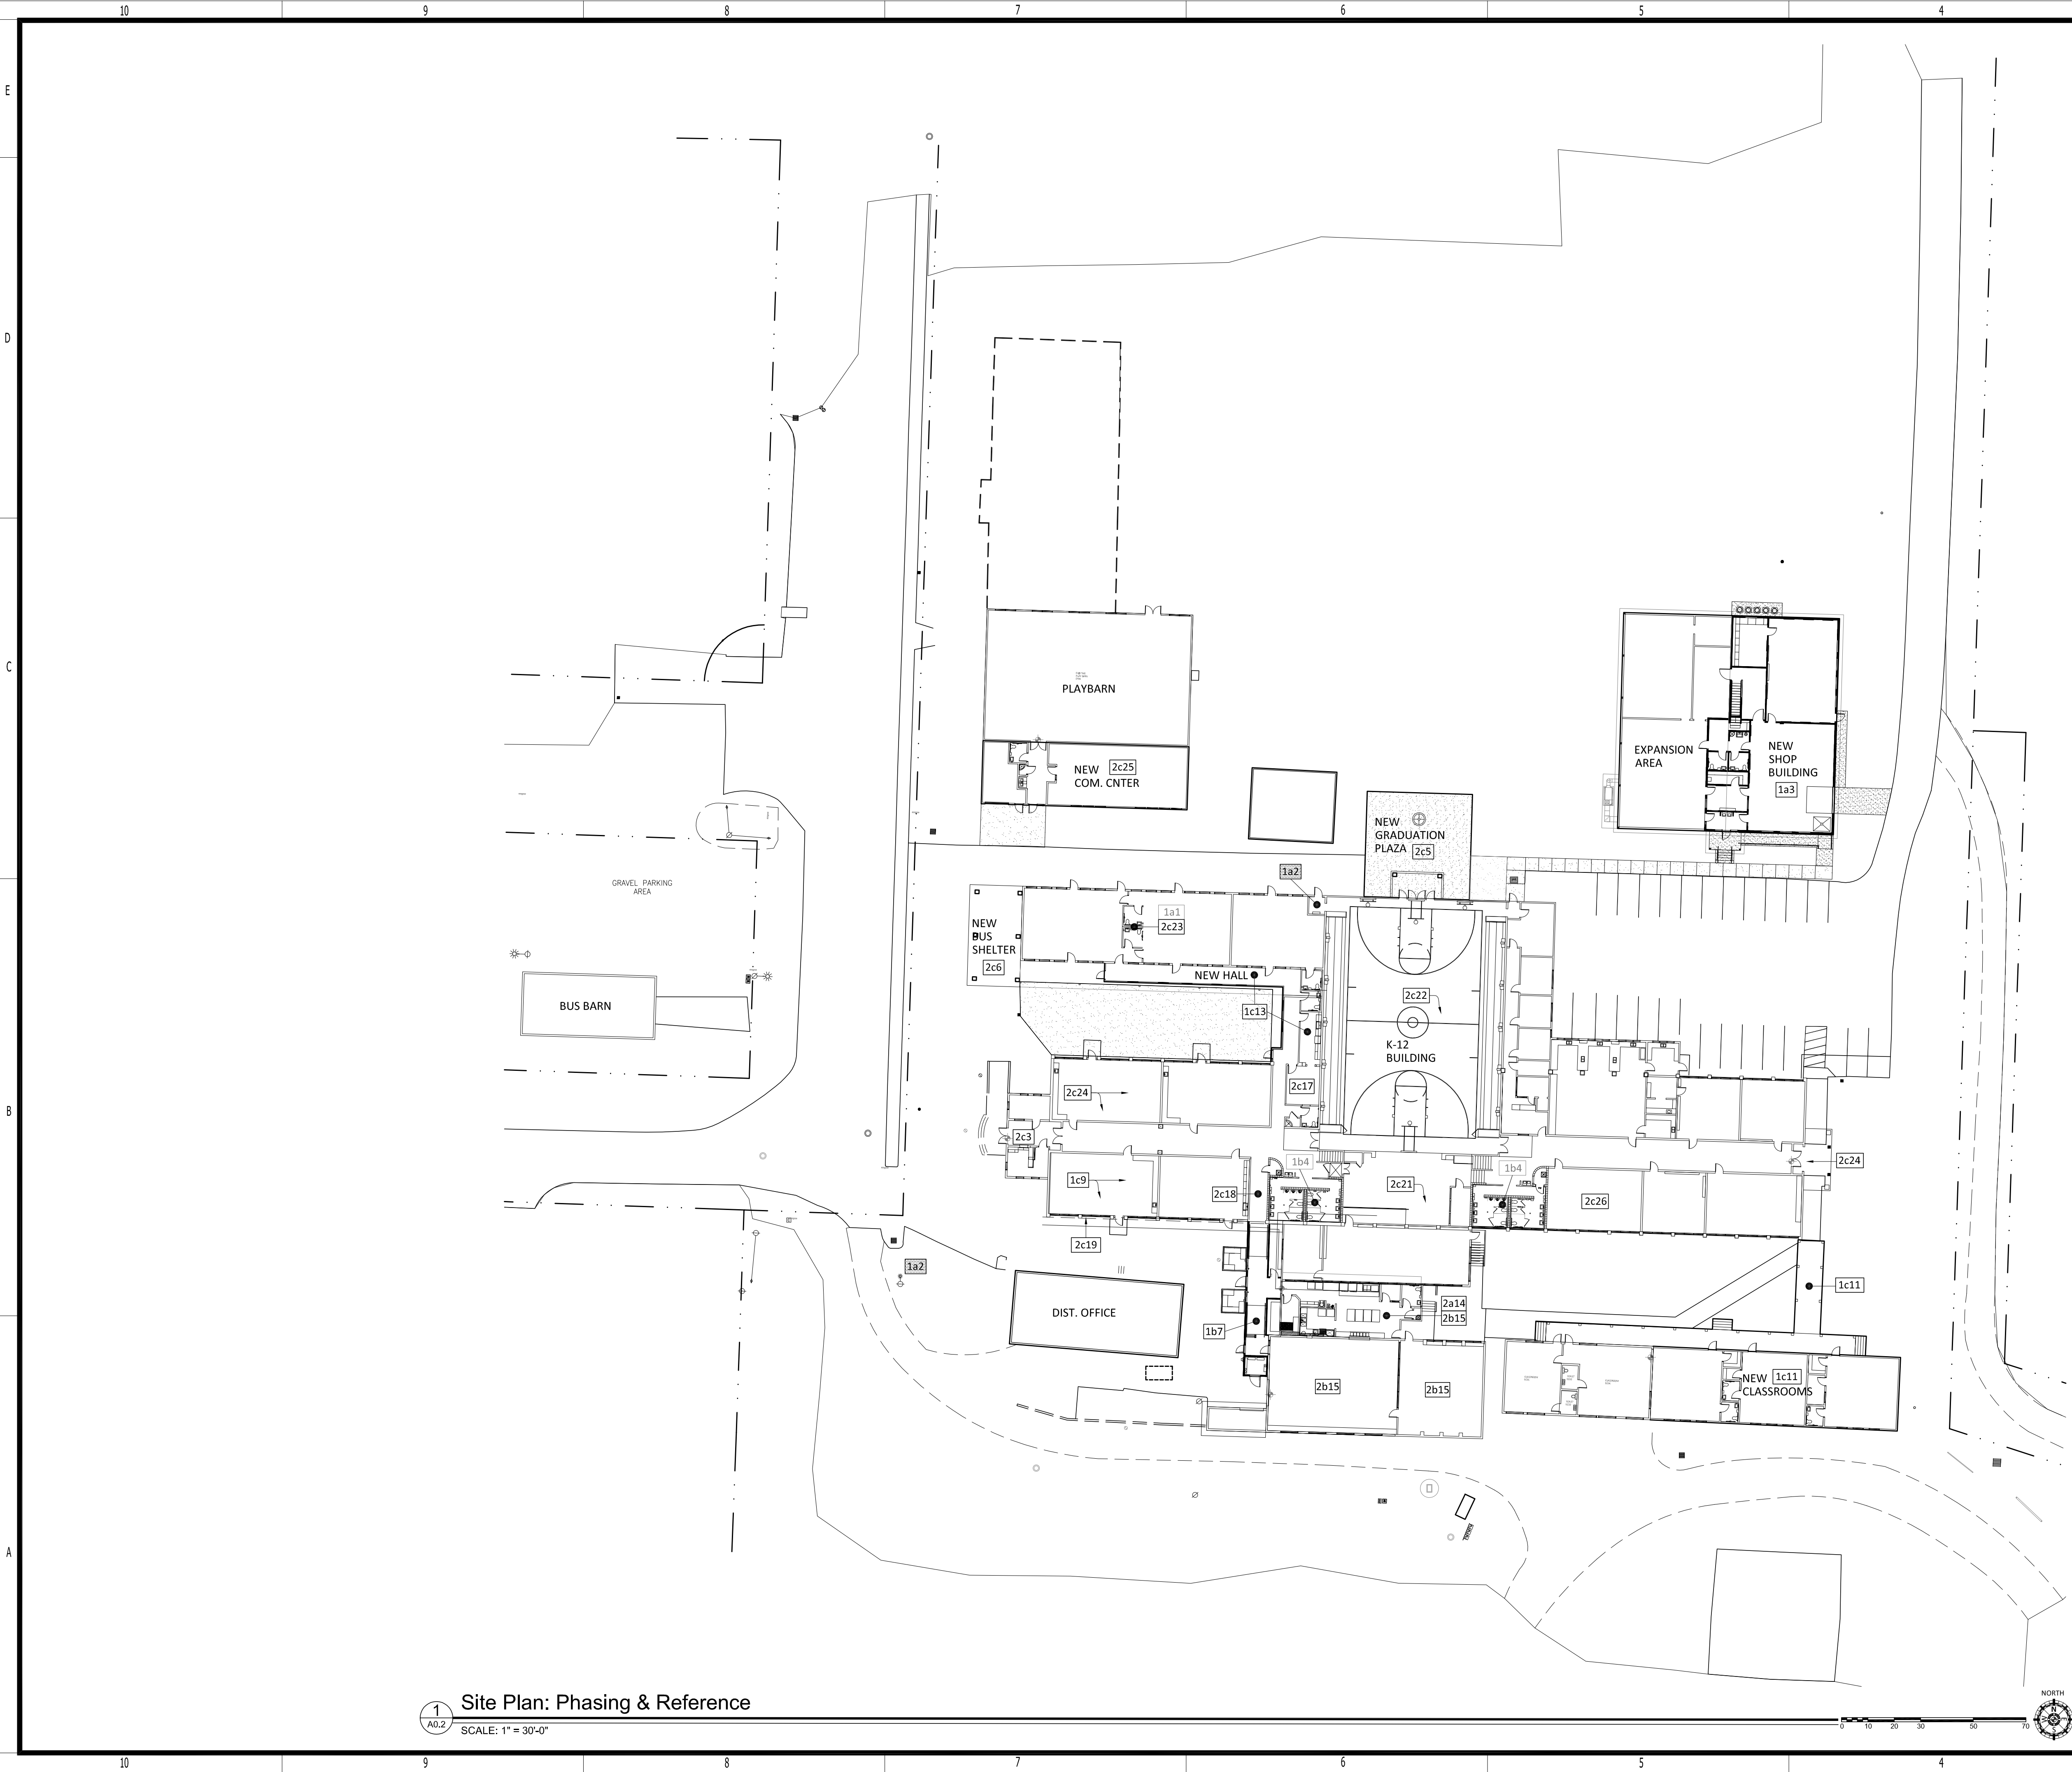 10 9 8 7 6 5 4
E
D
C
B
A
PLAYBARN
NEW
COM. CNTER
2c25
EXPANSION
AREA
NEW
SHOP
BUILDING
1a3
NEW
GRADUATION
PLAZA
2c5
GRAVEL PARKING
AREA
1a2
1a1
2c23
NEW
BUS
SHELTER
2c6
NEW HALL
1c13
2c22
K-12
BUILDING
BUS BARN
2c17
2c24
2c3
1b4
1b4
2c24
1c9
2c18
2c21
2c26
2c19
1a2
1c11
DIST. OFFICE
2a14
2b15
1b7
2b15
2b15
NEW
CLASSROOMS
1c11
1
A0.2
Site Plan: Phasing & Reference
SCALE: 1" = 30'-0"
0 10 20 30 50 70
NORTH
N
10 9 8 7 6 5 4